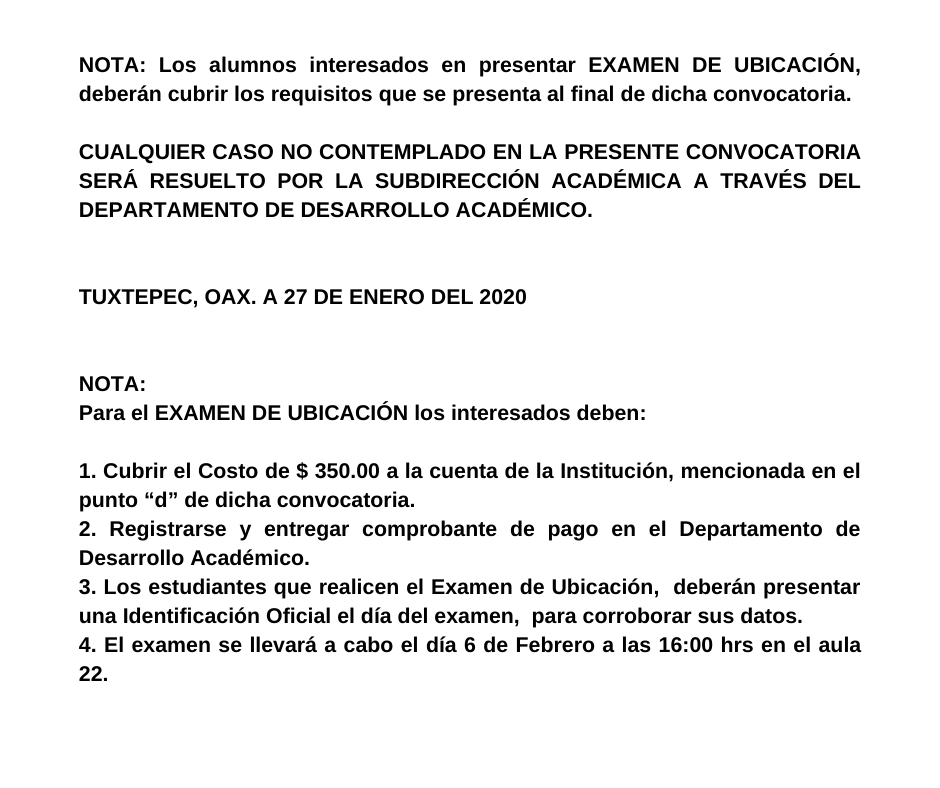 NOTA: Los alumnos interesados en presentar EXAMEN DE UBICACIÓN,
deberán cubrir los requisitos que se presenta al final de dicha convocatoria.
CUALQUIER CASO NO CONTEMPLADO EN LA PRESENTE CONVOCATORIA
SERÁ RESUELTO POR LA SUBDIRECCIÓN ACADÉMICA A TRAVÉS DEL
DEPARTAMENTO DE DESARROLLO ACADÉMICO.
TUXTEPEC, OAX. A 27 DE ENERO DEL 2020
NOTA:
Para el EXAMEN DE UBICACIÓN los interesados deben:
1. Cubrir el Costo de $ 350.00 a la cuenta de la Institución, mencionada en el
punto “d” de dicha convocatoria.
2. Registrarse y entregar comprobante de pago en el Departamento de
Desarrollo Académico.
3. Los estudiantes que realicen el Examen de Ubicación,  deberán presentar
una Identificación Oficial el día del examen,  para corroborar sus datos.
4. El examen se llevará a cabo el día 6 de Febrero a las 16:00 hrs en el aula
22.